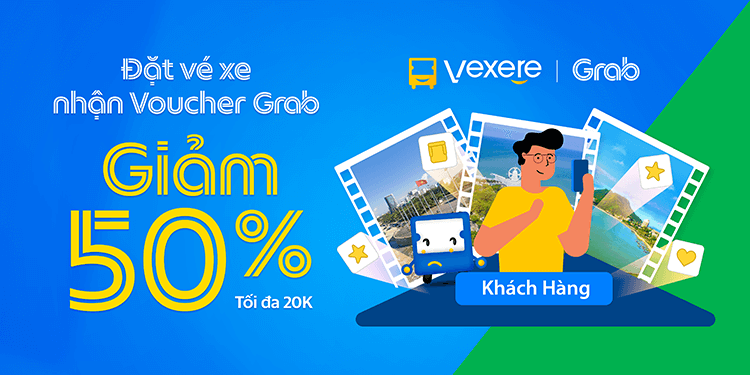 Đặt vé xe
nhận Voucher Grab
Giảm
50%
Tối đa 20K
Vexere | Grab
Khách Hàng